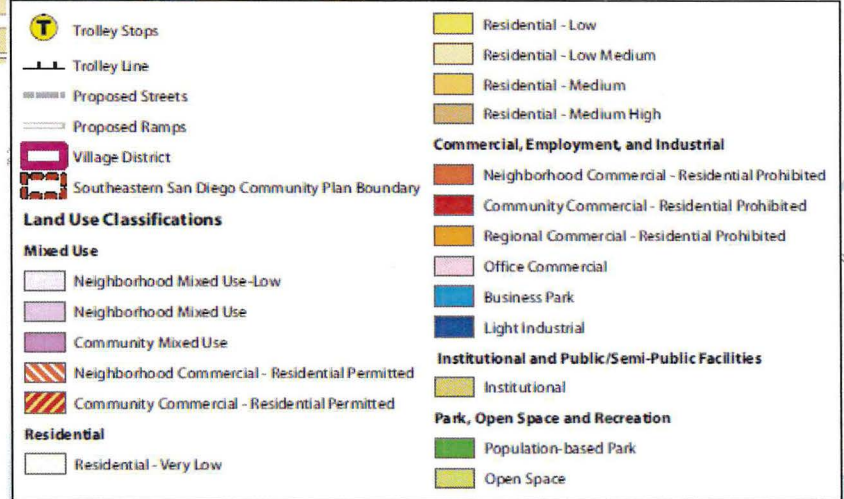 T Trolley Stops
Trolley Line
Proposed Streets
Proposed Ramps
Village District
Southeastern San Diego Community Plan Boundary
Land Use Classifications
Mixed Use
Neighborhood Mixed Use-Low
Neighborhood Mixed Use
Community Mixed Use
Neighborhood Commercial - Residential Permitted
Community Commercial - Residential Permitted
Residential
Residential - Very Low
Residential - Low
Residential - Low Medium
Residential - Medium
Residential - Medium High
Commercial, Employment, and Industrial
Neighborhood Commercial - Residential Prohibited
Community Commercial - Residential Prohibited
Regional Commercial - Residential Prohibited
Office Commercial
Business Park
Light Industrial
Institutional and Public/Semi-Public Facilities
Institutional
Park, Open Space and Recreation
Population-based Park
Open Space